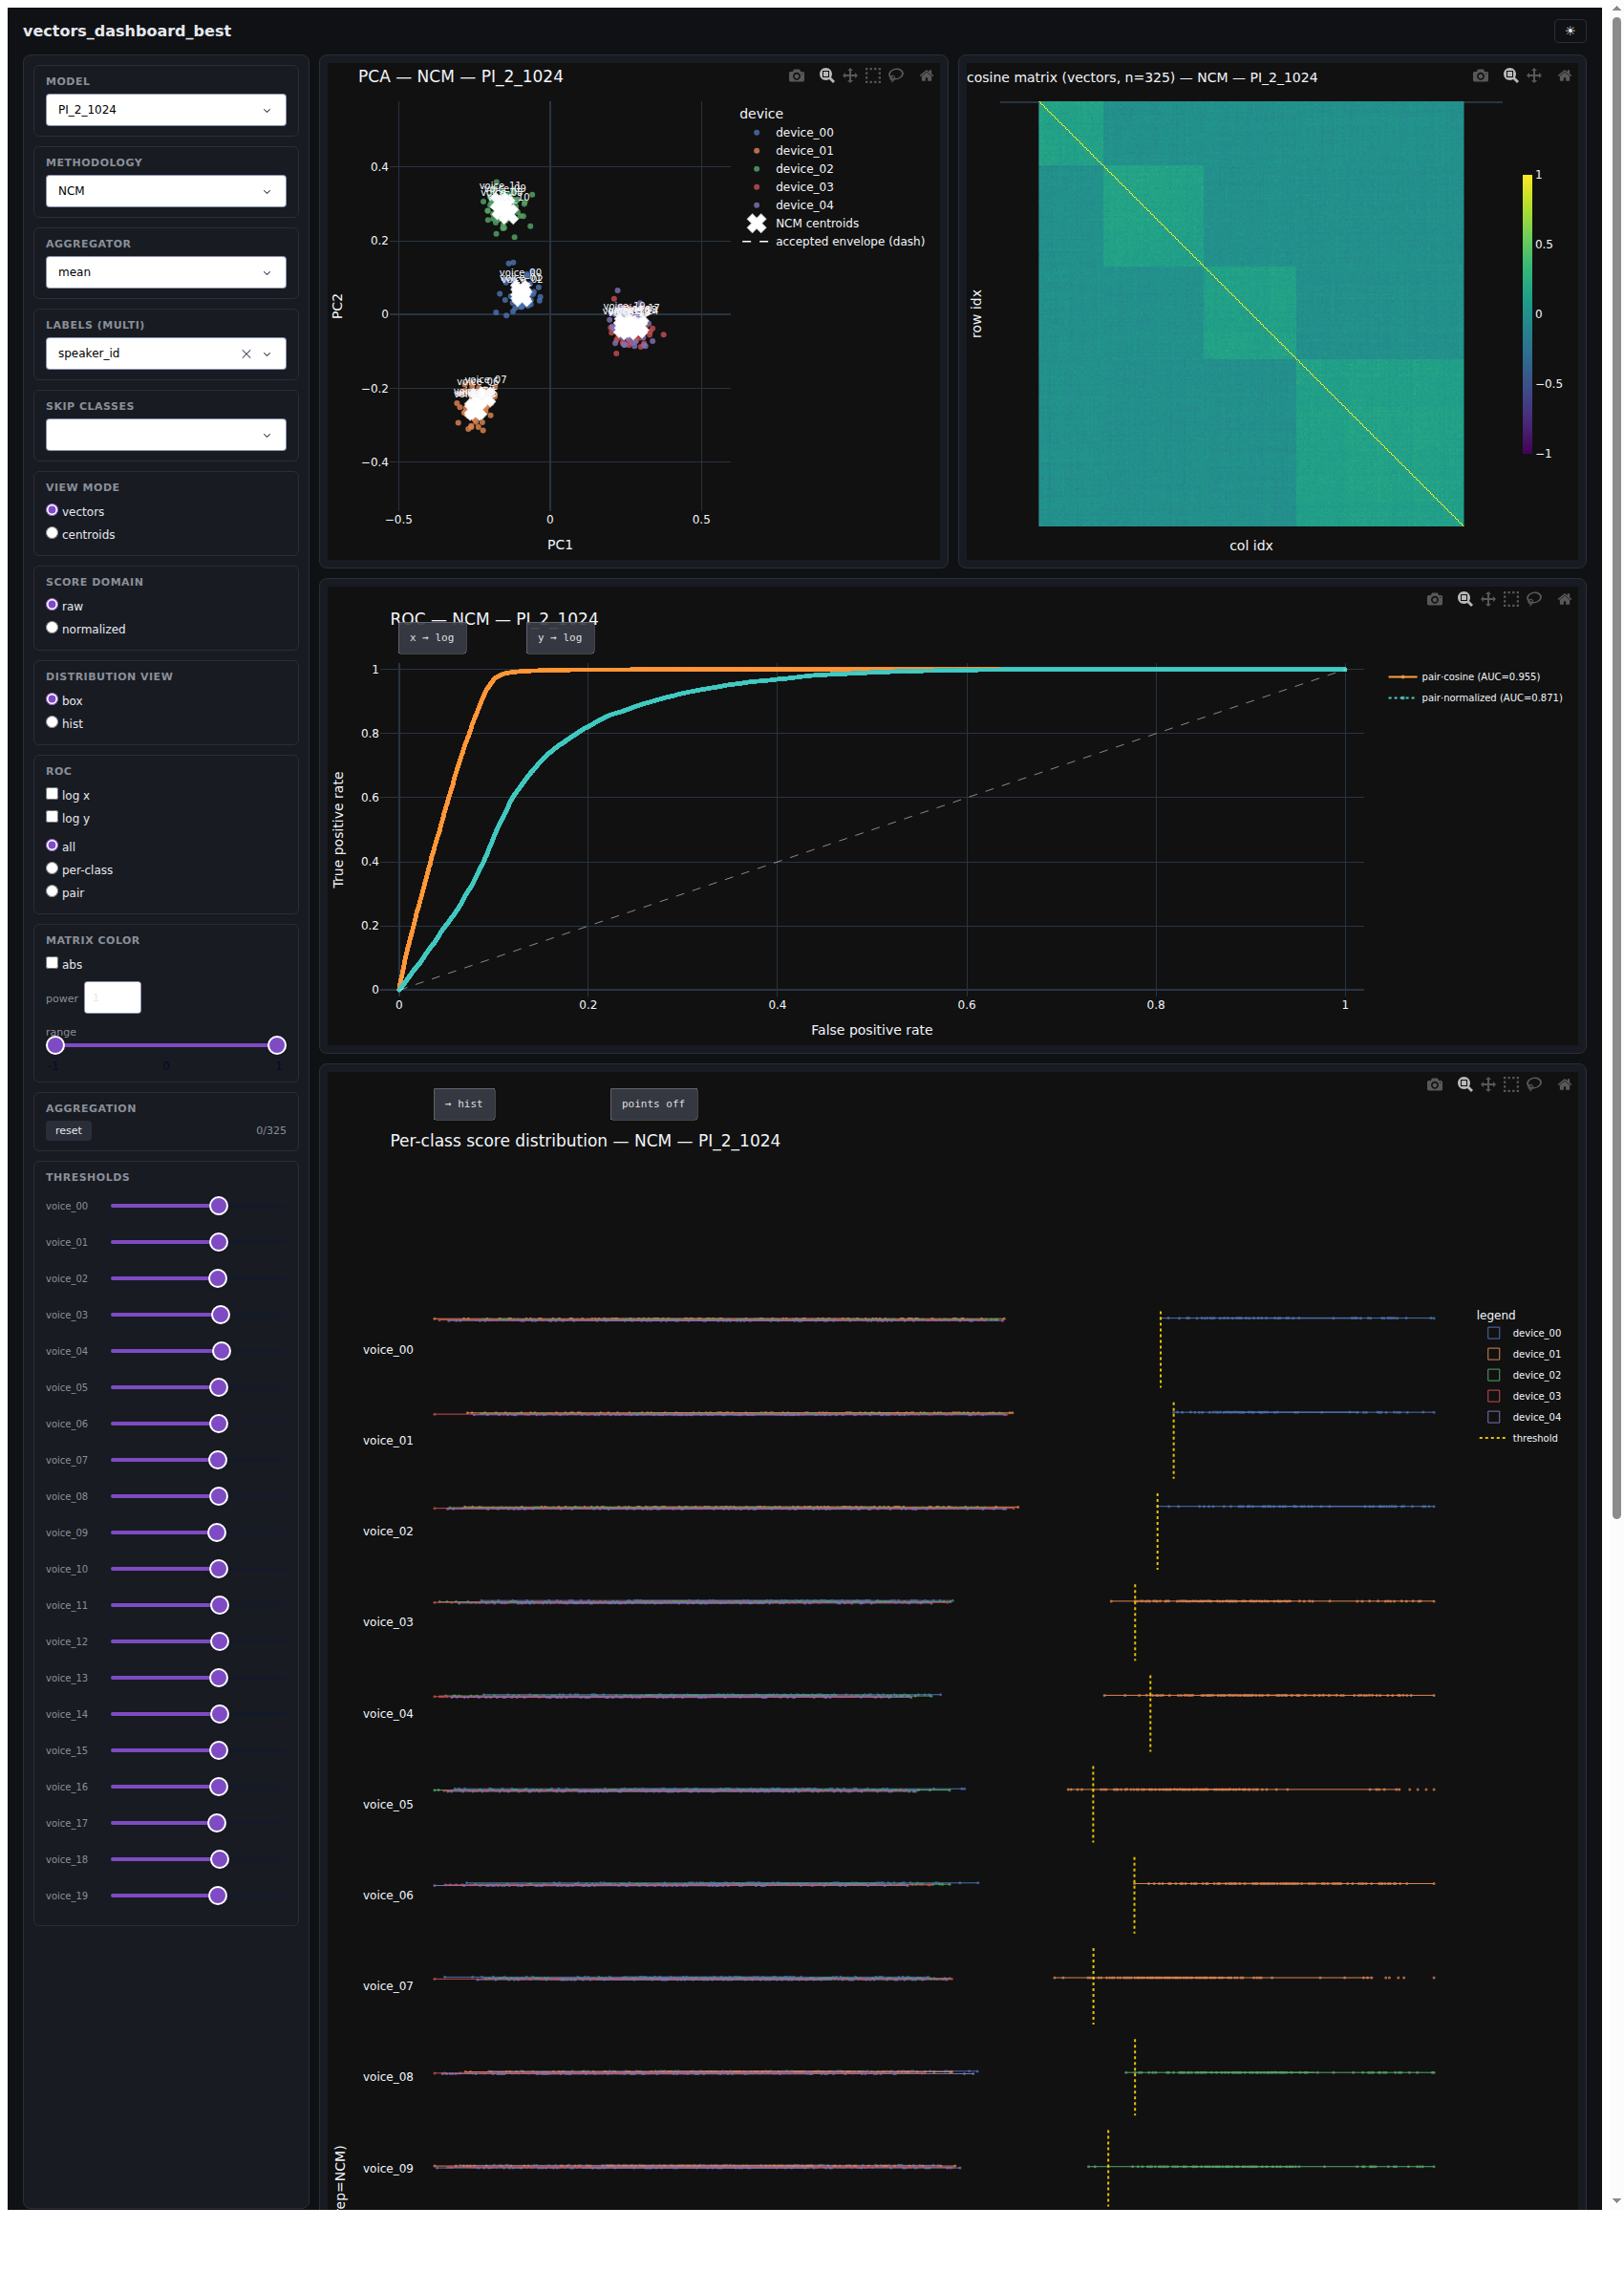 vectors_dashboard_best
☀
MODEL
PI_2_1024
METHODOLOGY
NCM
AGGREGATOR
mean
LABELS (MULTI)
speaker_id
SKIP CLASSES
VIEW MODE
vectors
centroids
SCORE DOMAIN
raw
normalized
DISTRIBUTION VIEW
box
hist
ROC
log x
log y
all
per-class
pair
MATRIX COLOR
abs
power
1
range
-1
0
1
AGGREGATION
reset
0/325
THRESHOLDS
voice_00
voice_01
voice_02
voice_03
voice_04
voice_05
voice_06
voice_07
voice_08
voice_09
voice_10
voice_11
voice_12
voice_13
voice_14
voice_15
voice_16
voice_17
voice_18
voice_19
PCA — NCM — PI_2_1024
PC2
0.4
0.2
0
−0.2
−0.4
−0.5
0
0.5
PC1
voice_11
voice_00
voice_07
device
device_00
device_01
device_02
device_03
device_04
NCM centroids
accepted envelope (dash)
cosine matrix (vectors, n=325) — NCM — PI_2_1024
row idx
col idx
1
0.5
0
−0.5
−1
ROC — NCM — PI_2_1024
x → log
y → log
True positive rate
1
0.8
0.6
0.4
0.2
0
0
0.2
0.4
0.6
0.8
1
False positive rate
pair·cosine (AUC=0.955)
pair·normalized (AUC=0.871)
→ hist
points off
Per-class score distribution — NCM — PI_2_1024
voice_00
voice_01
voice_02
voice_03
voice_04
voice_05
voice_06
voice_07
voice_08
voice_09
ep=NCM)
legend
device_00
device_01
device_02
device_03
device_04
threshold